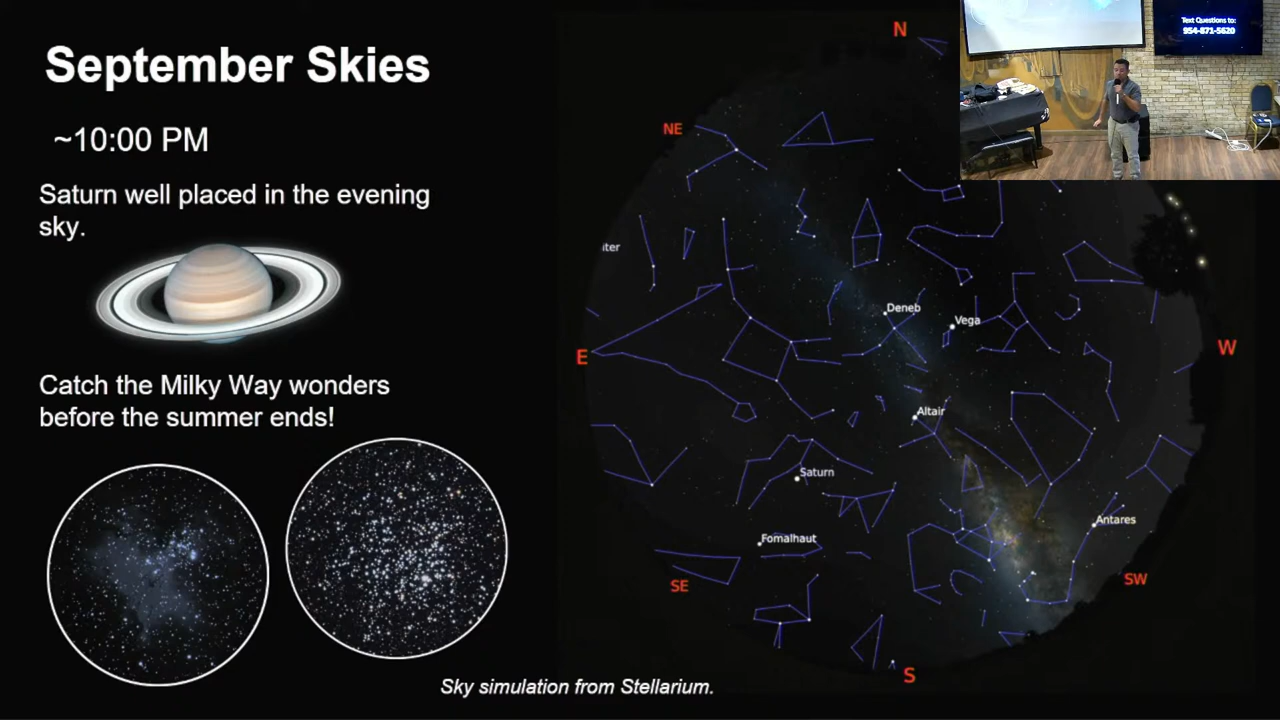 September Skies
~10:00 PM
Saturn well placed in the evening
sky.
Catch the Milky Way wonders
before the summer ends!
Sky simulation from Stellarium.
N
NE
iter
Deneb
Vega
E
W
Altair
Saturn
Antares
Fomalhaut
SE
SW
S
Text Questions to:
954-871-5620